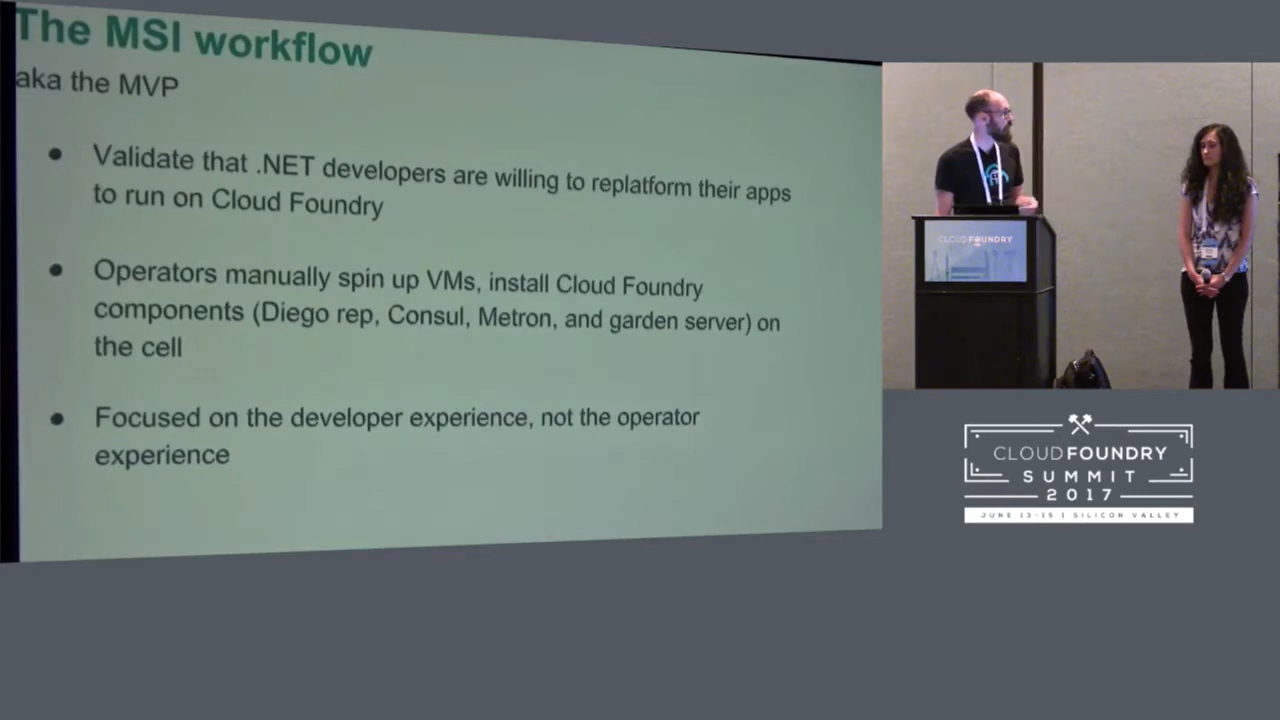 The MSI workflow
aka the MVP
● Validate that .NET developers are willing to replatform their apps
to run on Cloud Foundry
● Operators manually spin up VMs, install Cloud Foundry
components (Diego rep, Consul, Metron, and garden server) on
the cell
● Focused on the developer experience, not the operator
experience
CLOUD FOUNDRY
CLOUD FOUNDRY
SUMMIT
2017
JUNE 13-15 | SILICON VALLEY